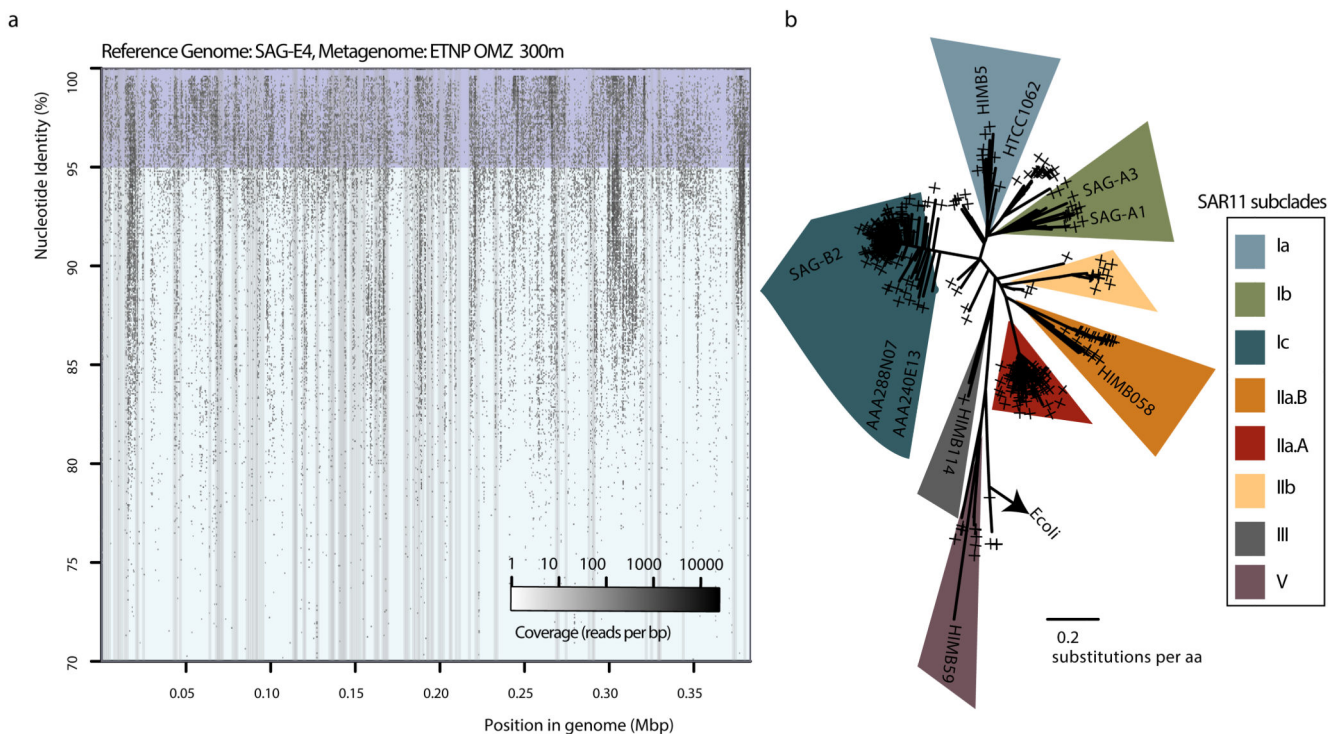 a
Reference Genome: SAG-E4, Metagenome: ETNP OMZ 300m
Nucleotide Identity (%)
100
95
90
85
80
75
70
0.05 0.10 0.15 0.20 0.25 0.30 0.35
Position in genome (Mbp)
1 10 100 1000 10000
Coverage (reads per bp)
b
HIMB5
HTCC1062
SAG-A3
SAG-A1
SAG-B2
AAA288N07
AAA240E13
HIMB058
HIMB114
Ecoli
HIMB59
0.2
substitutions per aa
SAR11 subclades
Ia
Ib
Ic
IIa.B
IIa.A
IIb
III
V